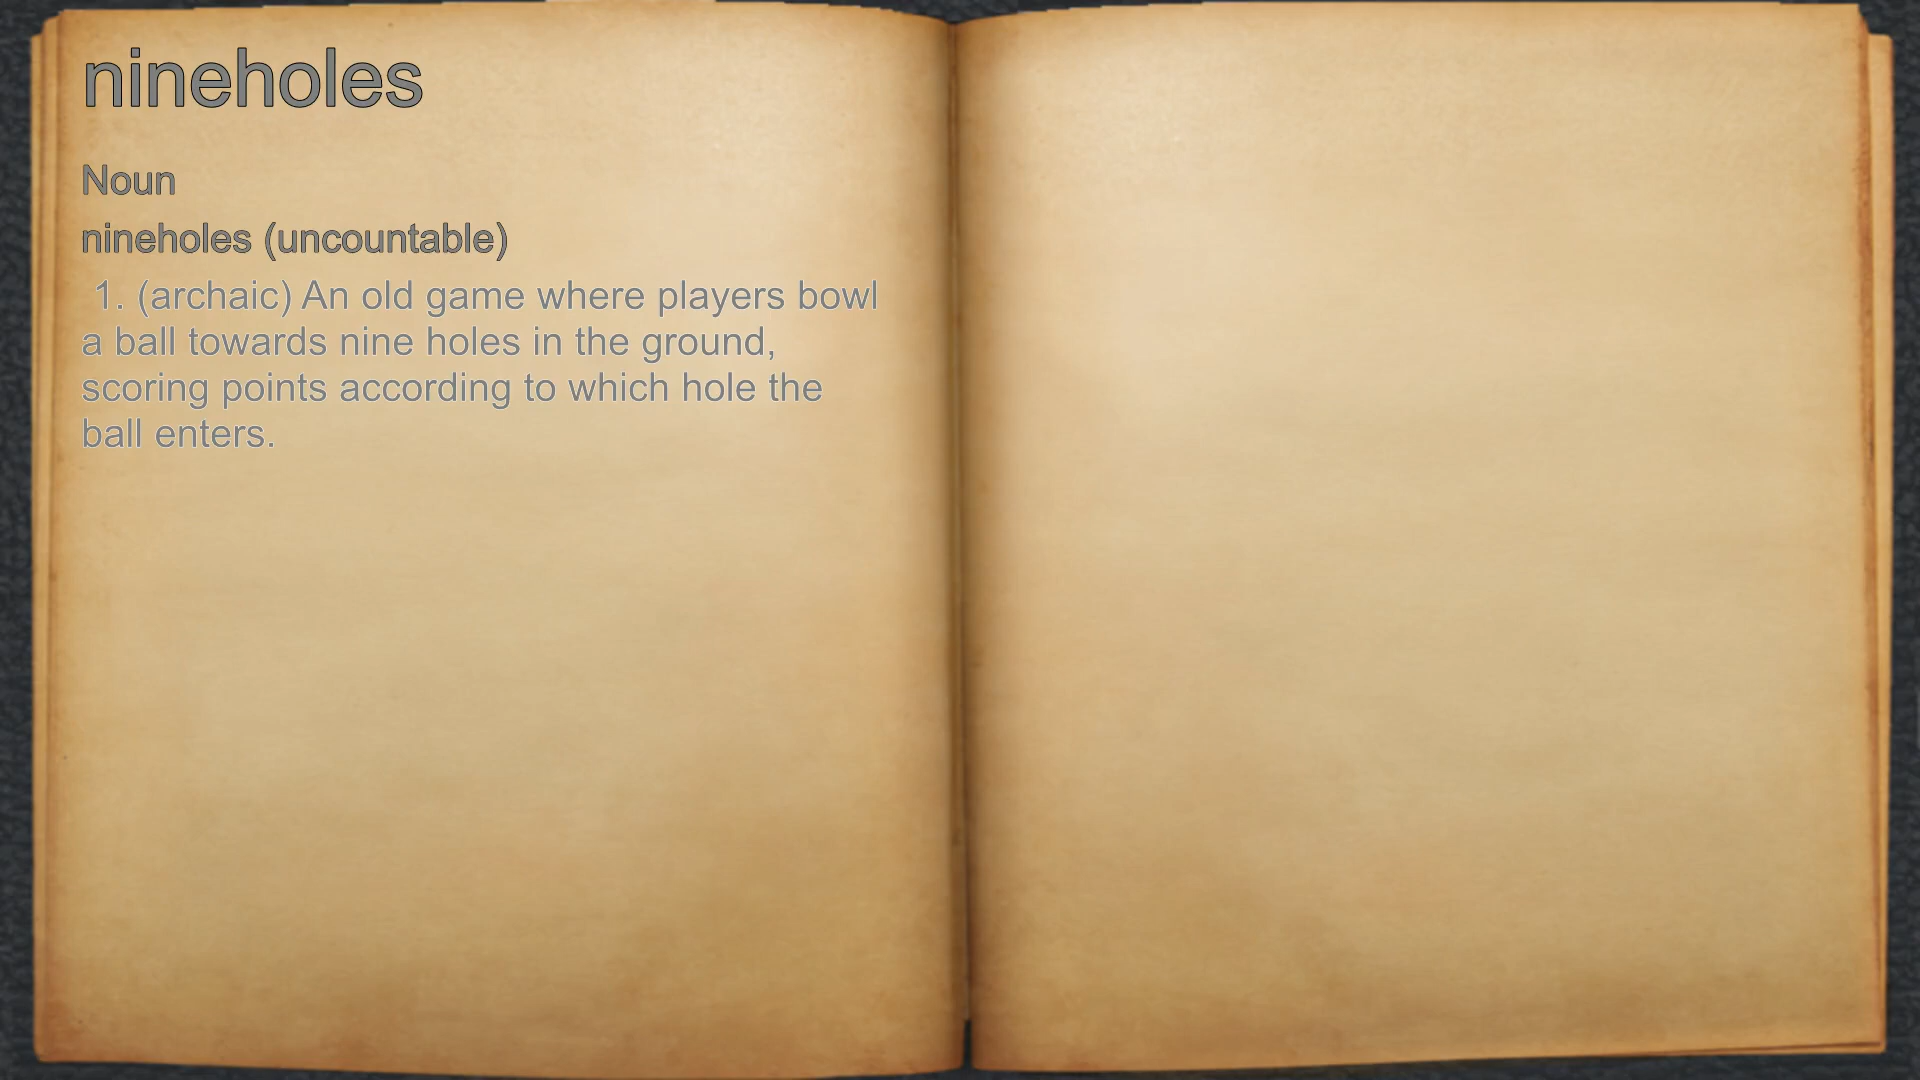 nineholes
Noun
nineholes (uncountable)
1. (archaic) An old game where players bowl
a ball towards nine holes in the ground,
scoring points according to which hole the
ball enters.